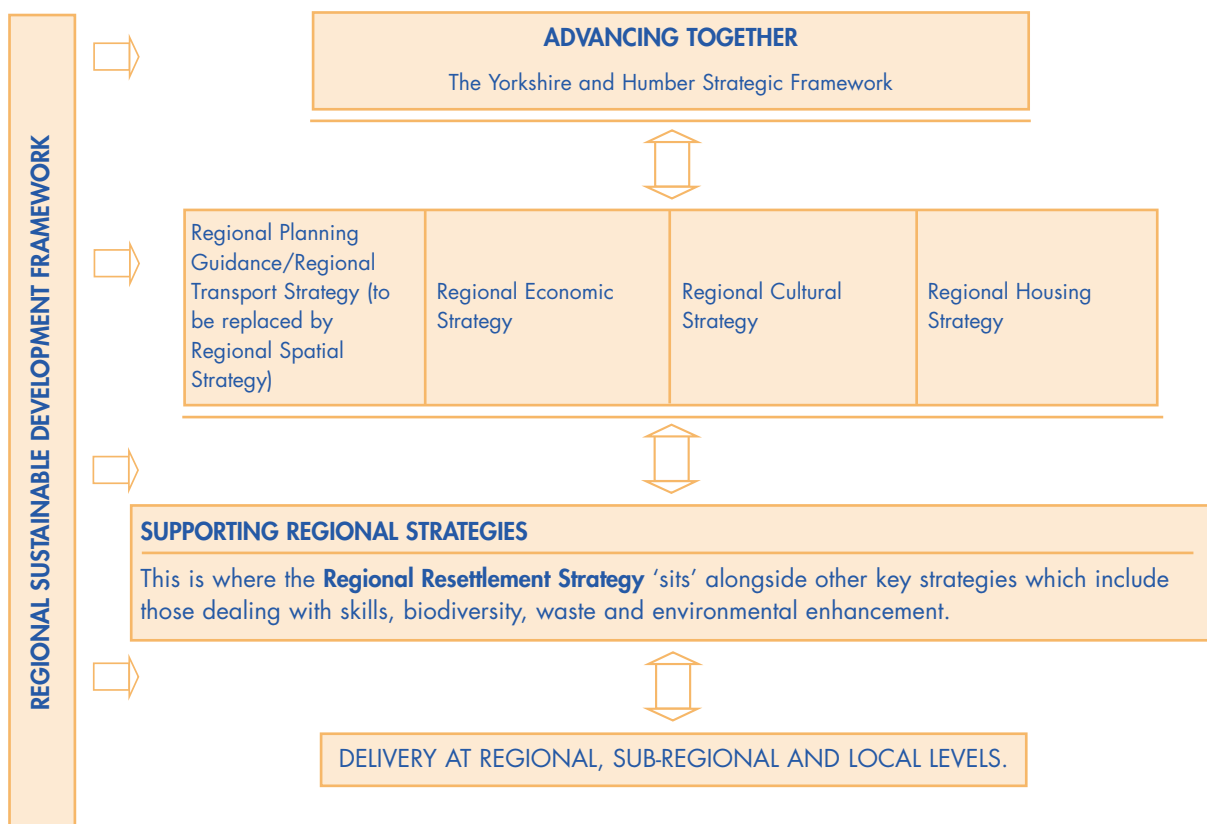 REGIONAL SUSTAINABLE DEVELOPMENT FRAMEWORK
ADVANCING TOGETHER
The Yorkshire and Humber Strategic Framework
Regional Planning
Guidance/Regional
Transport Strategy (to
be replaced by
Regional Spatial
Strategy)
Regional Economic
Strategy
Regional Cultural
Strategy
Regional Housing
Strategy
SUPPORTING REGIONAL STRATEGIES
This is where the Regional Resettlement Strategy ‘sits’ alongside other key strategies which include
those dealing with skills, biodiversity, waste and environmental enhancement.
DELIVERY AT REGIONAL, SUB-REGIONAL AND LOCAL LEVELS.